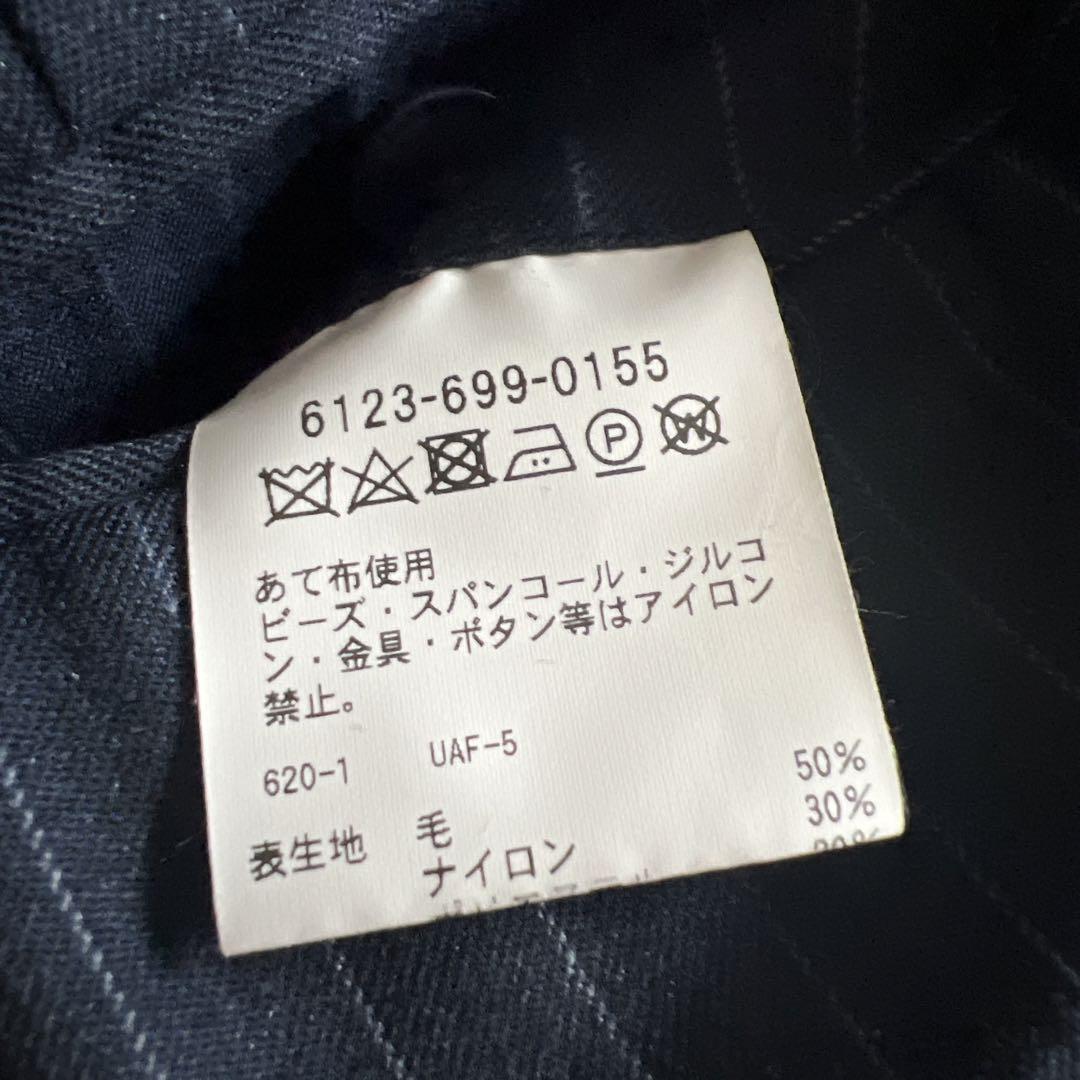 6123-699-0155
P W
あて布使用
ビーズ・スパンコール・ジルコ
ン・金具・ボタン等はアイロン
禁止。
620-1 UAF-5
表生地 毛 50%
ナイロン 30%